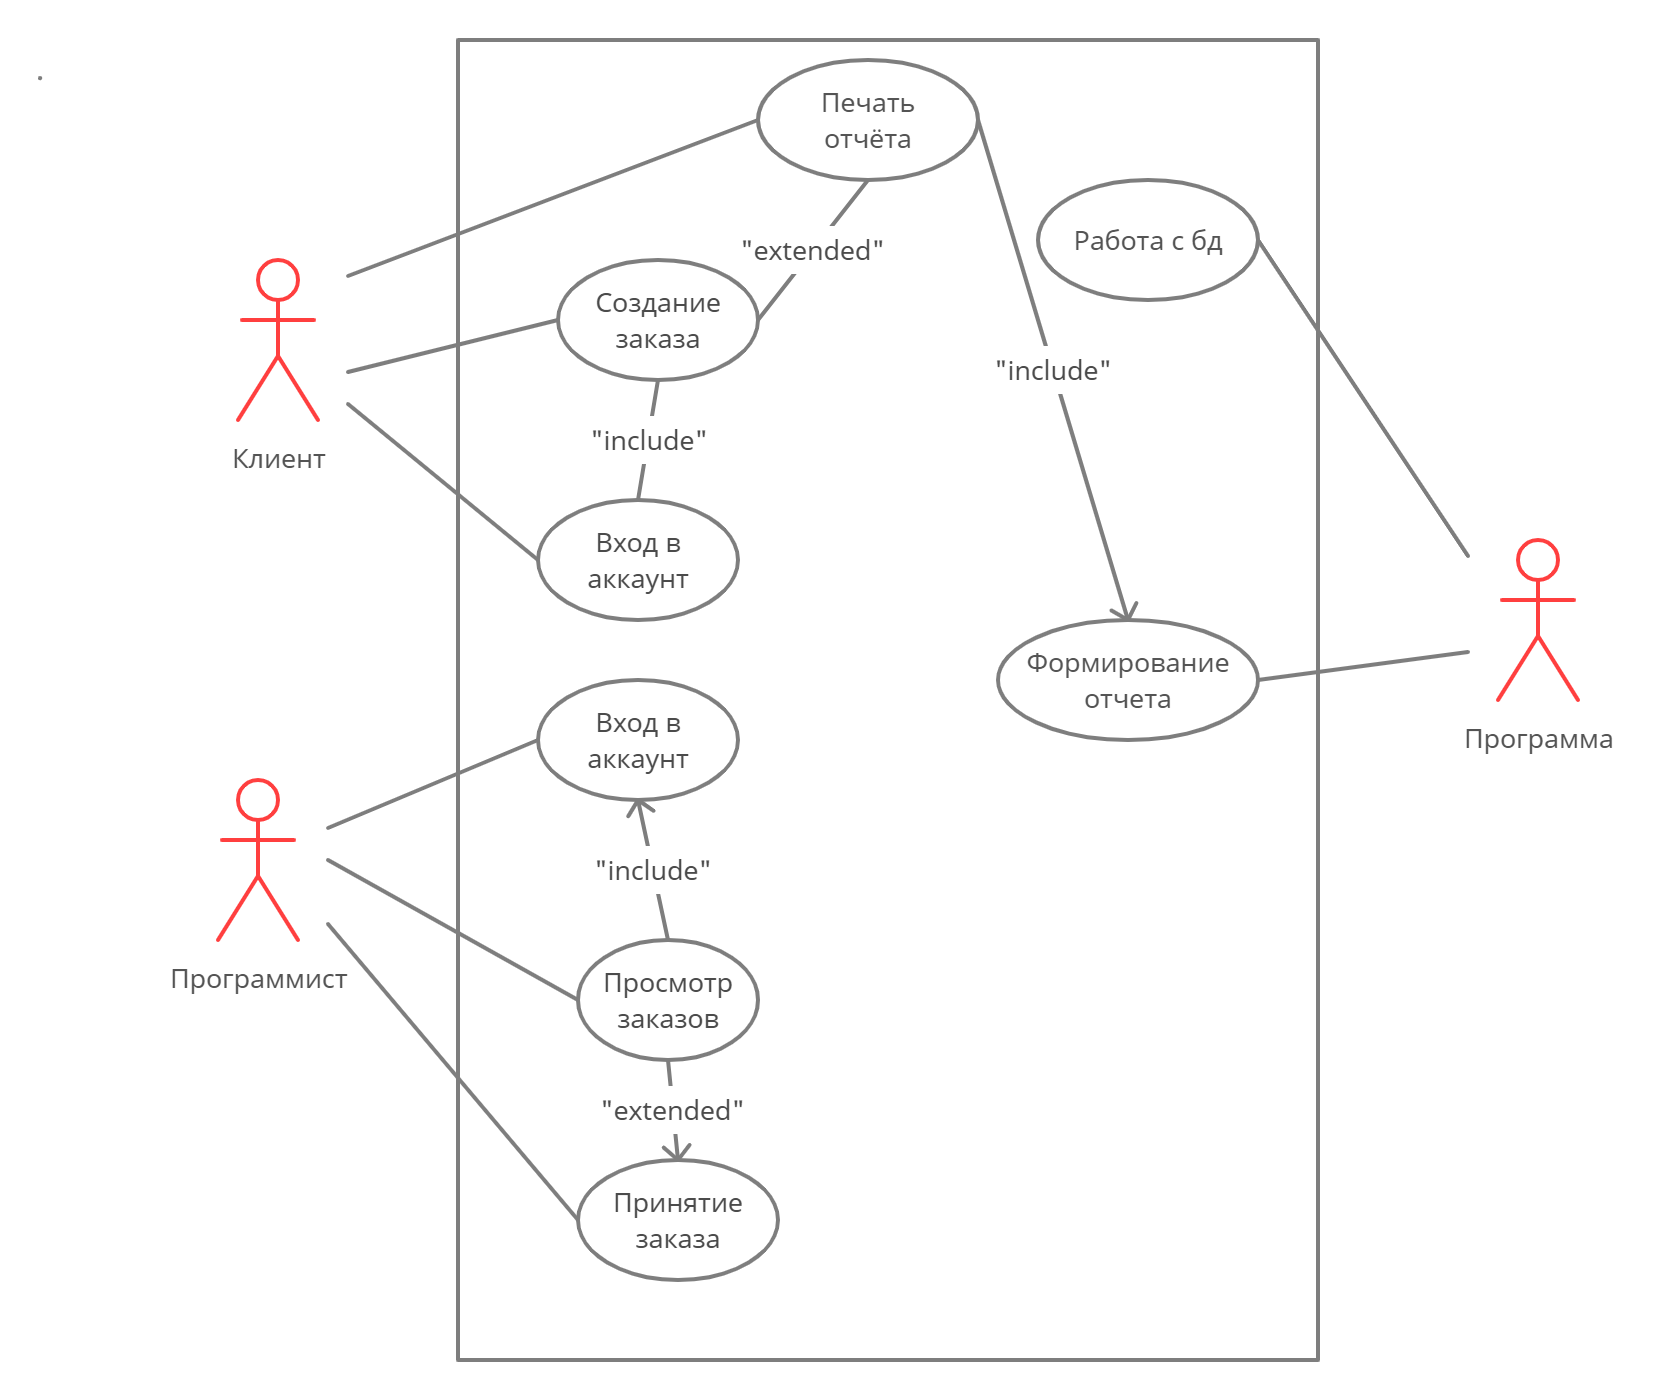 Печать
отчёта
Работа с бд
"extended"
Создание
заказа
"include"
"include"
Клиент
Вход в
аккаунт
Формирование
отчета
Вход в
аккаунт
Программа
"include"
Программист
Просмотр
заказов
"extended"
Принятие
заказа